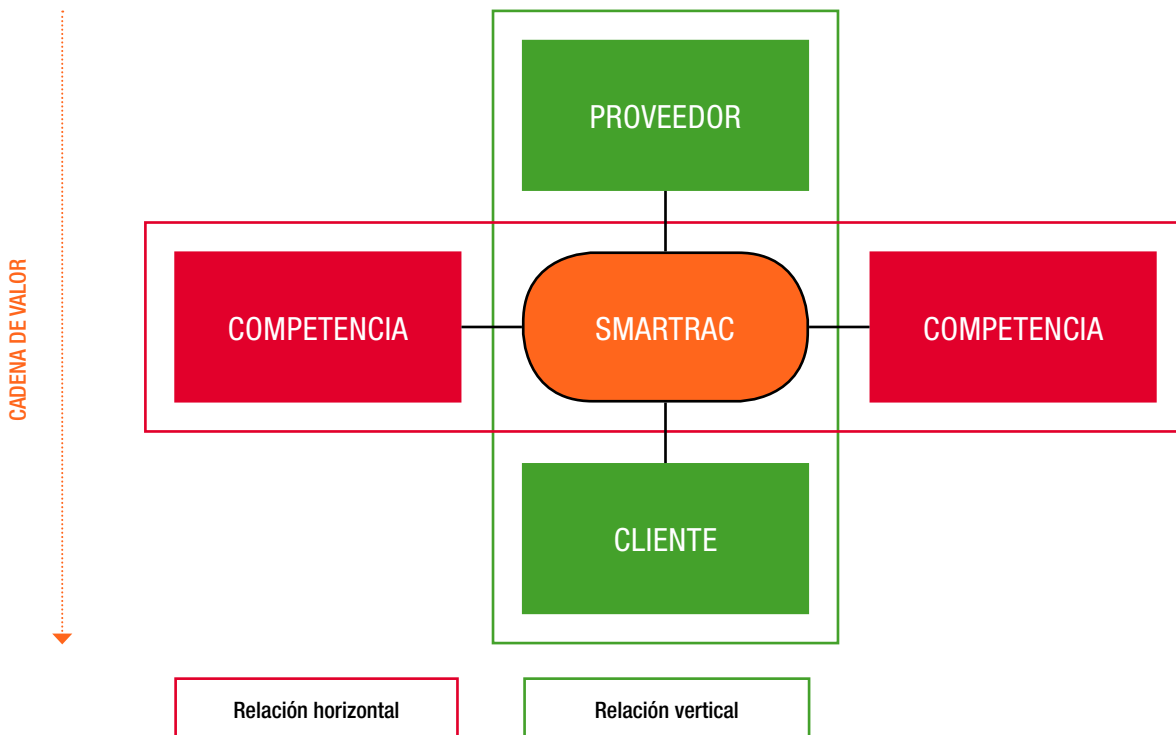 PROVEEDOR
CADENA DE VALOR
COMPETENCIA
SMARTRAC
COMPETENCIA
CLIENTE
Relación horizontal
Relación vertical